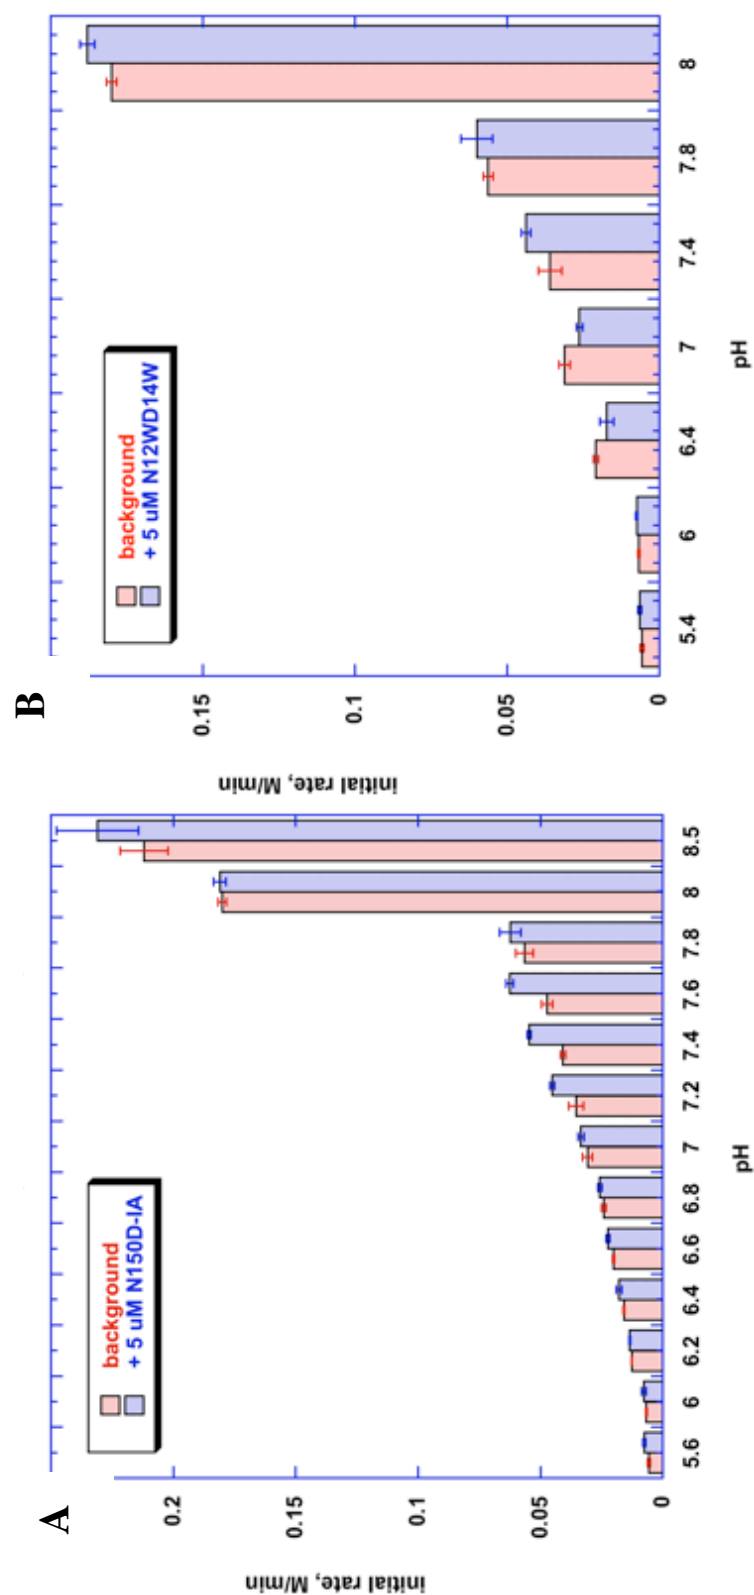 A
background
+ 5 uM N150D-IA
initial rate, M/min
0.2
0.15
0.1
0.05
0
5.6
6
6.2
6.4
6.6
6.8
7
7.2
7.4
7.6
7.8
8
8.5
pH
B
background
+ 5 uM N12WD14W
initial rate, M/min
0.15
0.1
0.05
0
5.4
6
6.4
7
7.4
7.8
8
pH